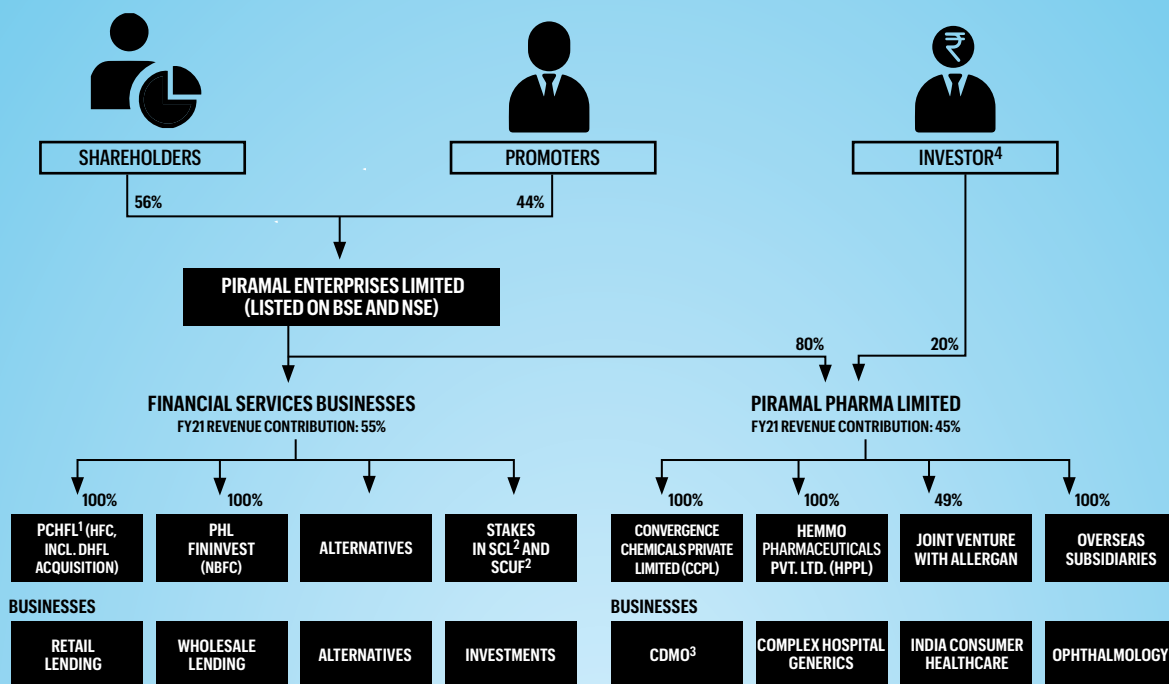 ₹
SHAREHOLDERS
PROMOTERS
INVESTOR⁴
56%
44%
PIRAMAL ENTERPRISES LIMITED
(LISTED ON BSE AND NSE)
80%
20%
FINANCIAL SERVICES BUSINESSES
FY21 REVENUE CONTRIBUTION: 55%
PIRAMAL PHARMA LIMITED
FY21 REVENUE CONTRIBUTION: 45%
100%
100%
100%
100%
49%
100%
PCHFL¹ (HFC,
INCL. DHFL
ACQUISITION)
PHL
FININVEST
(NBFC)
ALTERNATIVES
STAKES
IN SCL² AND
SCUF²
CONVERGENCE
CHEMICALS PRIVATE
LIMITED (CCPL)
HEMMO
PHARMACEUTICALS
PVT. LTD. (HPPL)
JOINT VENTURE
WITH ALLERGAN
OVERSEAS
SUBSIDIARIES
BUSINESSES
BUSINESSES
RETAIL
LENDING
WHOLESALE
LENDING
ALTERNATIVES
INVESTMENTS
CDMO³
COMPLEX HOSPITAL
GENERICS
INDIA CONSUMER
HEALTHCARE
OPHTHALMOLOGY